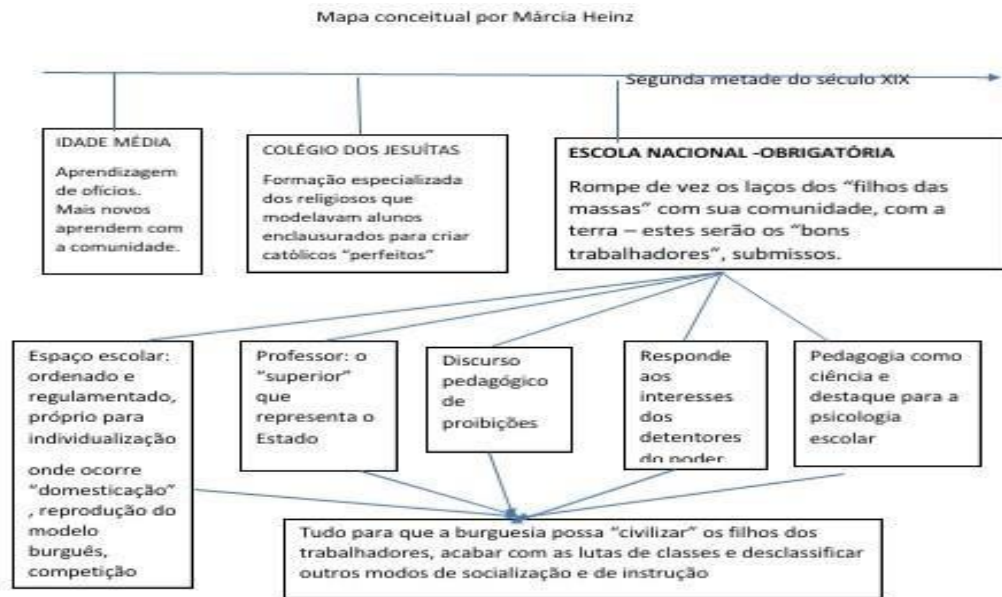 Mapa conceitual por Márcia Heinz
Segunda metade do século XIX
IDADE MÉDIA
Aprendizagem
de ofícios.
Mais novos
aprendem com
a comunidade.
COLÉGIO DOS JESUÍTAS
Formação especializada
dos religiosos que
modelavam alunos
enclausurados para criar
católicos “perfeitos”
ESCOLA NACIONAL -OBRIGATÓRIA
Rompe de vez os laços dos “filhos das
massas” com sua comunidade, com a
terra – estes serão os “bons
trabalhadores”, submissos.
Espaço escolar:
ordenado e
regulamentado,
próprio para
individualização
onde ocorre
“domesticação”
, reprodução do
modelo
burguês,
competição
Professor: o
“superior”
que
representa o
Estado
Discurso
pedagógico
de
proibições
Responde
aos
interesses
dos
detentores
do poder
Pedagogia como
ciência e
destaque para a
psicologia
escolar
Tudo para que a burguesia possa “civilizar” os filhos dos
trabalhadores, acabar com as lutas de classes e desclassificar
outros modos de socialização e de instrução